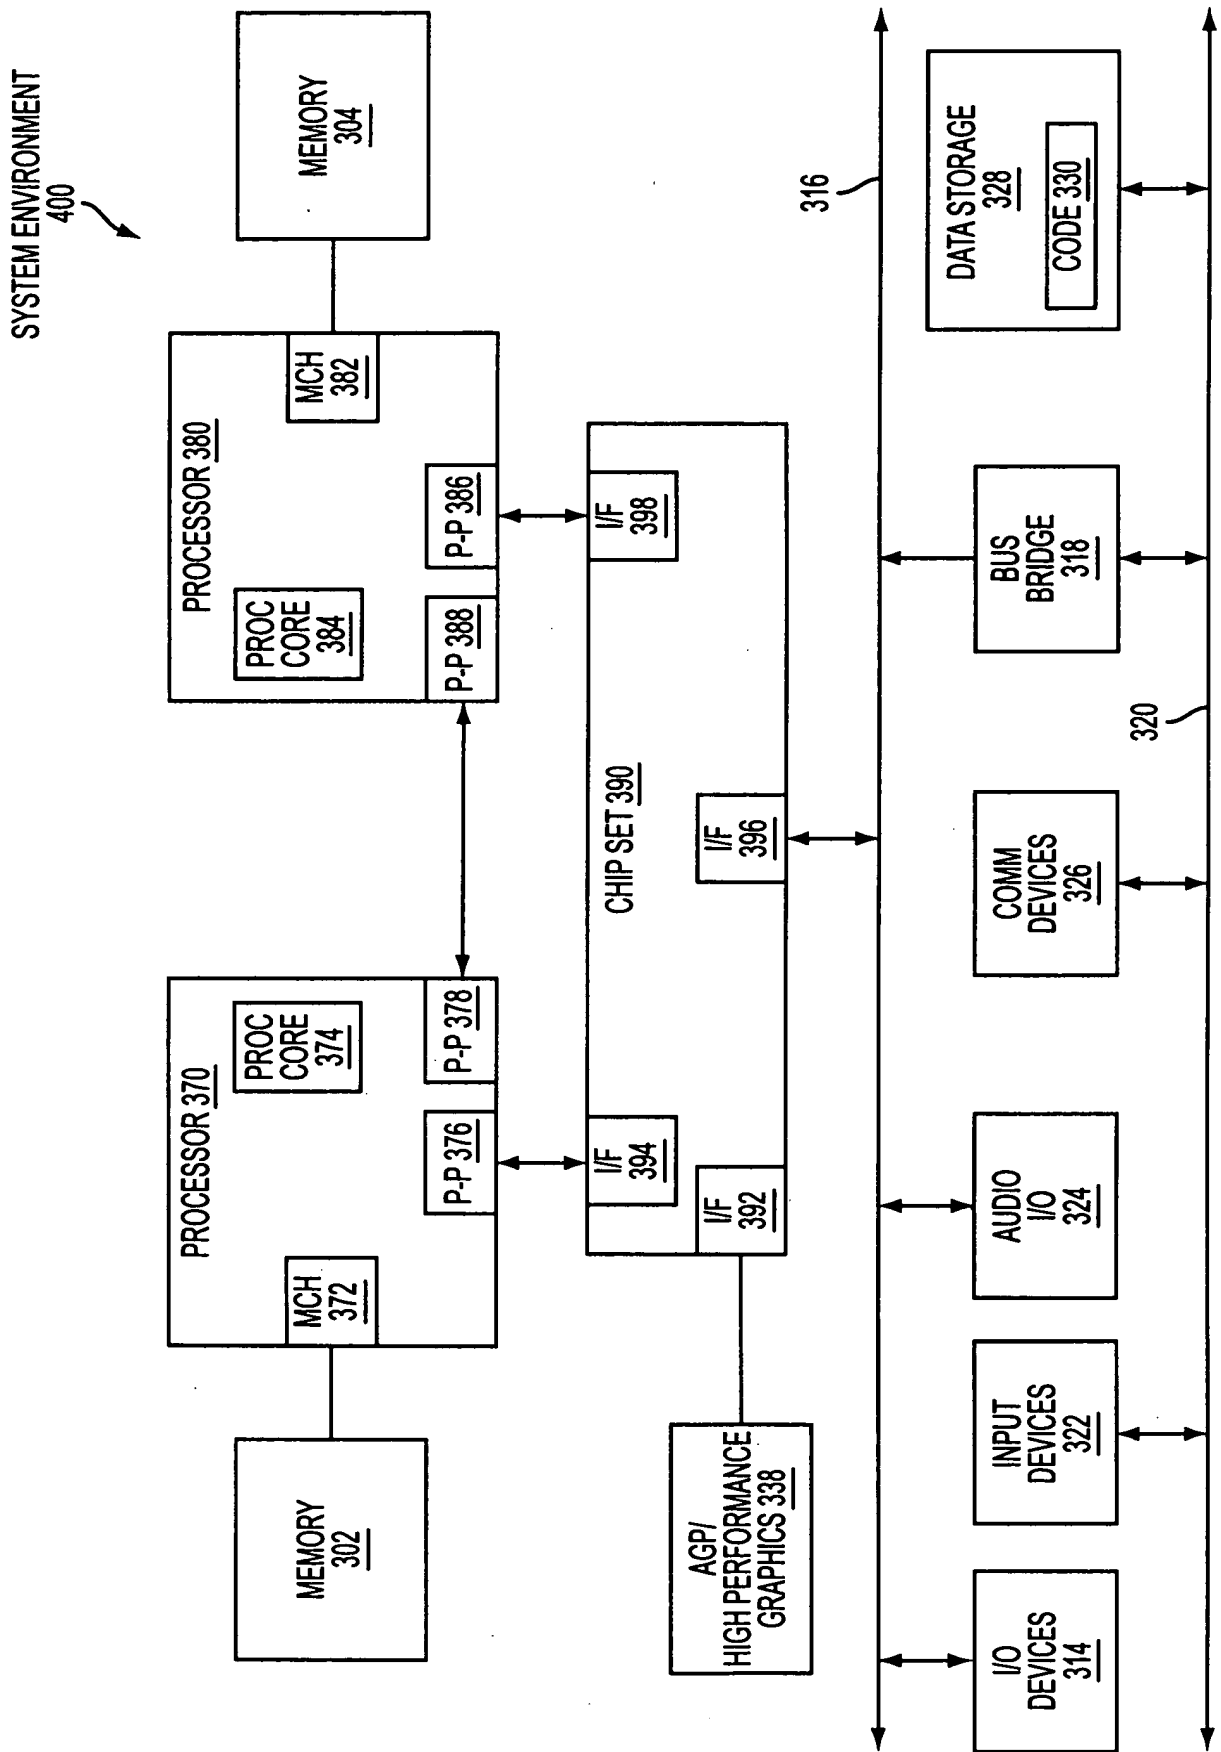 SYSTEM ENVIRONMENT
400
PROCESSOR 370
PROC
CORE
374
MCH
372
P-P 376
P-P 378
MEMORY
302
PROCESSOR 380
PROC
CORE
384
MCH
382
P-P 388
P-P 386
MEMORY
304
CHIP SET 390
I/F
394
I/F
398
I/F
392
I/F
396
AGP/
HIGH PERFORMANCE
GRAPHICS 338
316
I/O
DEVICES
314
INPUT
DEVICES
322
AUDIO
I/O
324
COMM
DEVICES
326
BUS
BRIDGE
318
DATA STORAGE
328
CODE 330
320